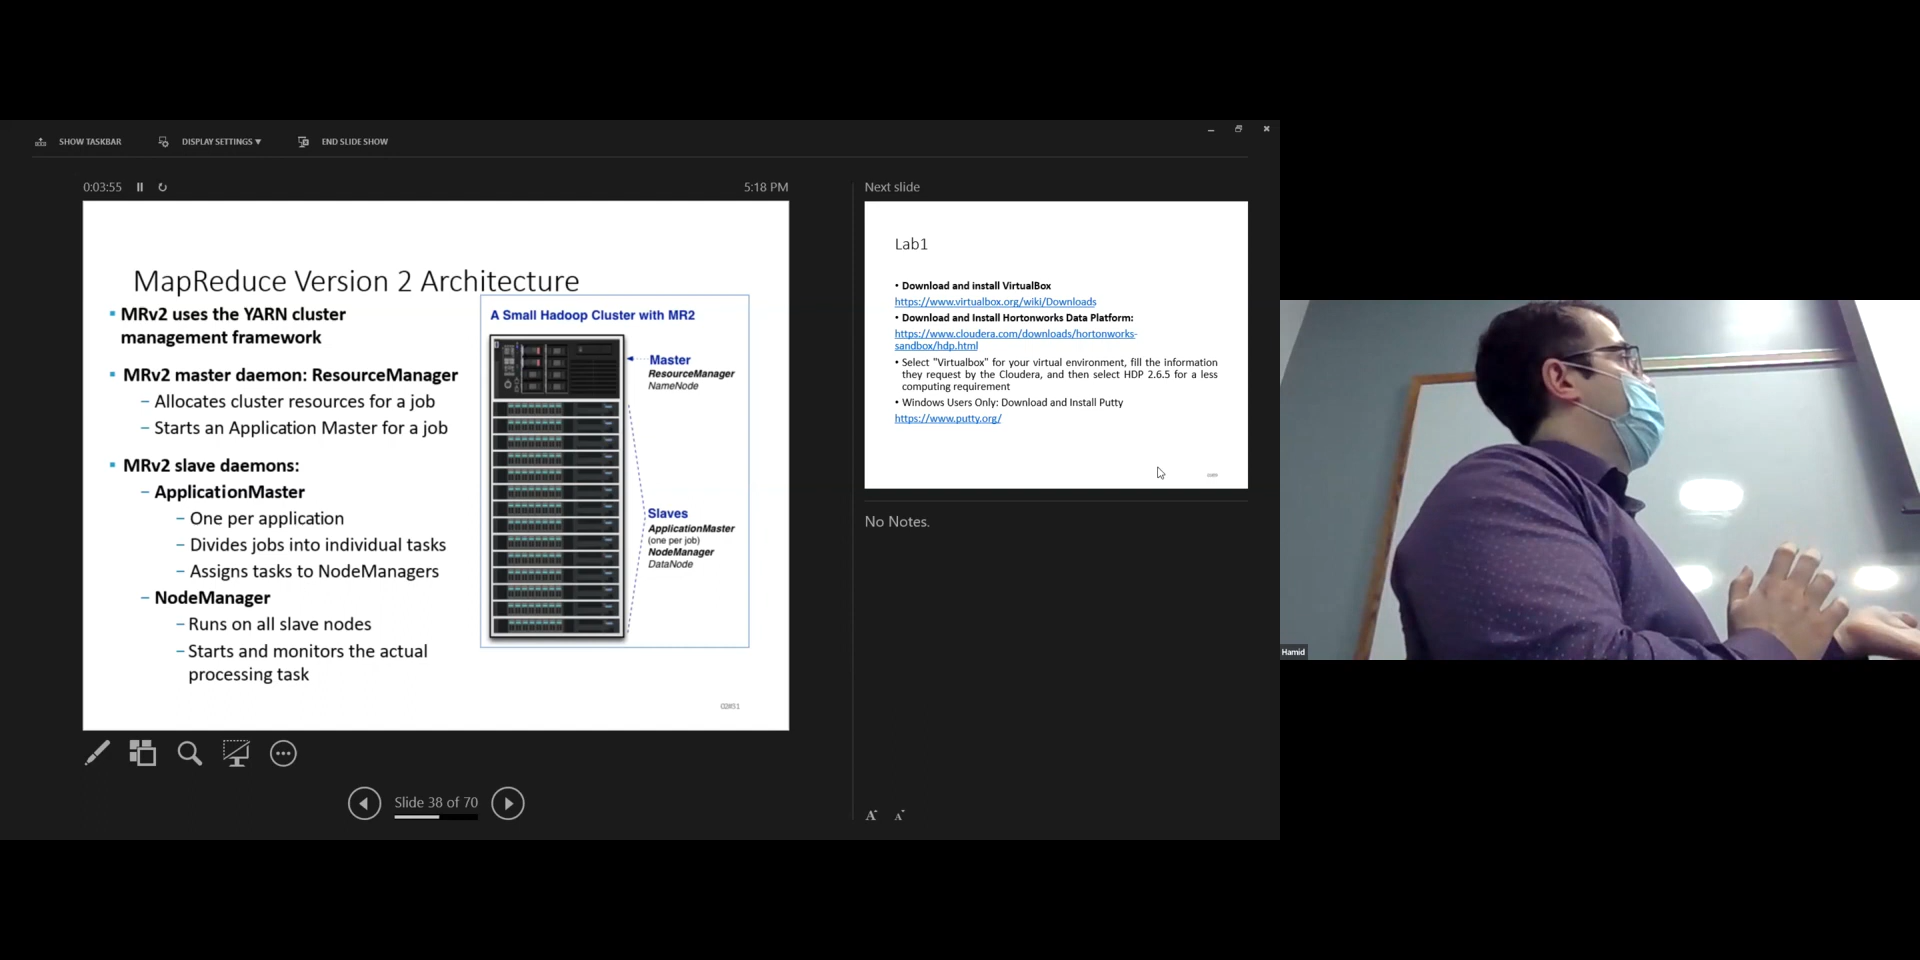 SHOW TASKBAR
DISPLAY SETTINGS ▼
END SLIDE SHOW
0:03:55
5:18 PM
MapReduce Version 2 Architecture
▪ MRv2 uses the YARN cluster
management framework
▪ MRv2 master daemon: ResourceManager
– Allocates cluster resources for a job
– Starts an Application Master for a job
▪ MRv2 slave daemons:
– ApplicationMaster
– One per application
– Divides jobs into individual tasks
– Assigns tasks to NodeManagers
– NodeManager
– Runs on all slave nodes
– Starts and monitors the actual
processing task
A Small Hadoop Cluster with MR2
Master
ResourceManager
NameNode
Slaves
ApplicationMaster
(one per job)
NodeManager
DataNode
Slide 38 of 70
Next slide
Lab1
• Download and install VirtualBox
https://www.virtualbox.org/wiki/Downloads
• Download and Install Hortonworks Data Platform:
https://www.cloudera.com/downloads/hortonworks-
sandbox/hdp.html
• Select "Virtualbox" for your virtual environment, fill the information
they request by the Cloudera, and then select HDP 2.6.5 for a less
computing requirement
• Windows Users Only: Download and Install Putty
https://www.putty.org/
No Notes.
A A
Hamid